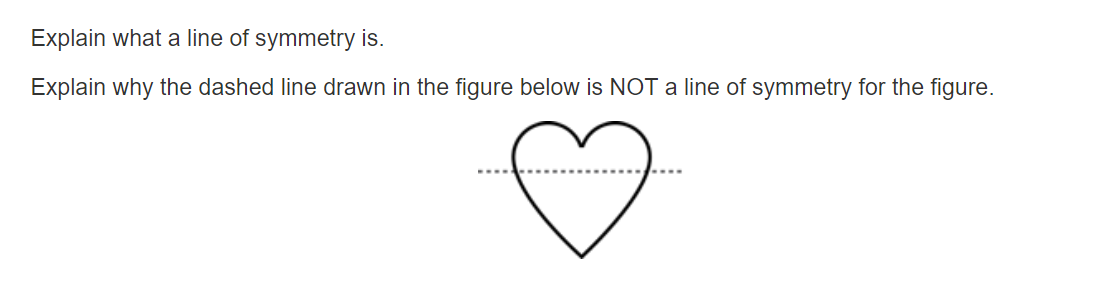 Explain what a line of symmetry is.
Explain why the dashed line drawn in the figure below is NOT a line of symmetry for the figure.